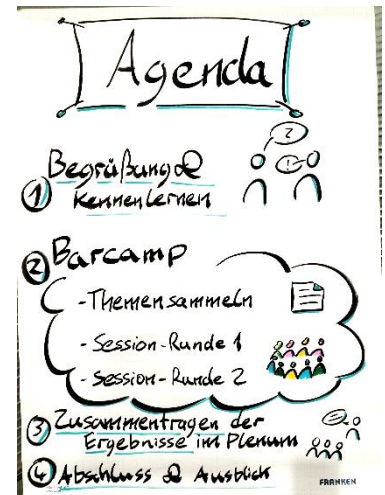 Agenda
Begrüßung &
① Kennenlernen
② Barcamp
- Themen sammeln
- Session-Runde 1
- Session-Runde 2
③ Zusammentragen der
Ergebnisse im Plenum
④ Abschluss & Ausblick
FRANKEN